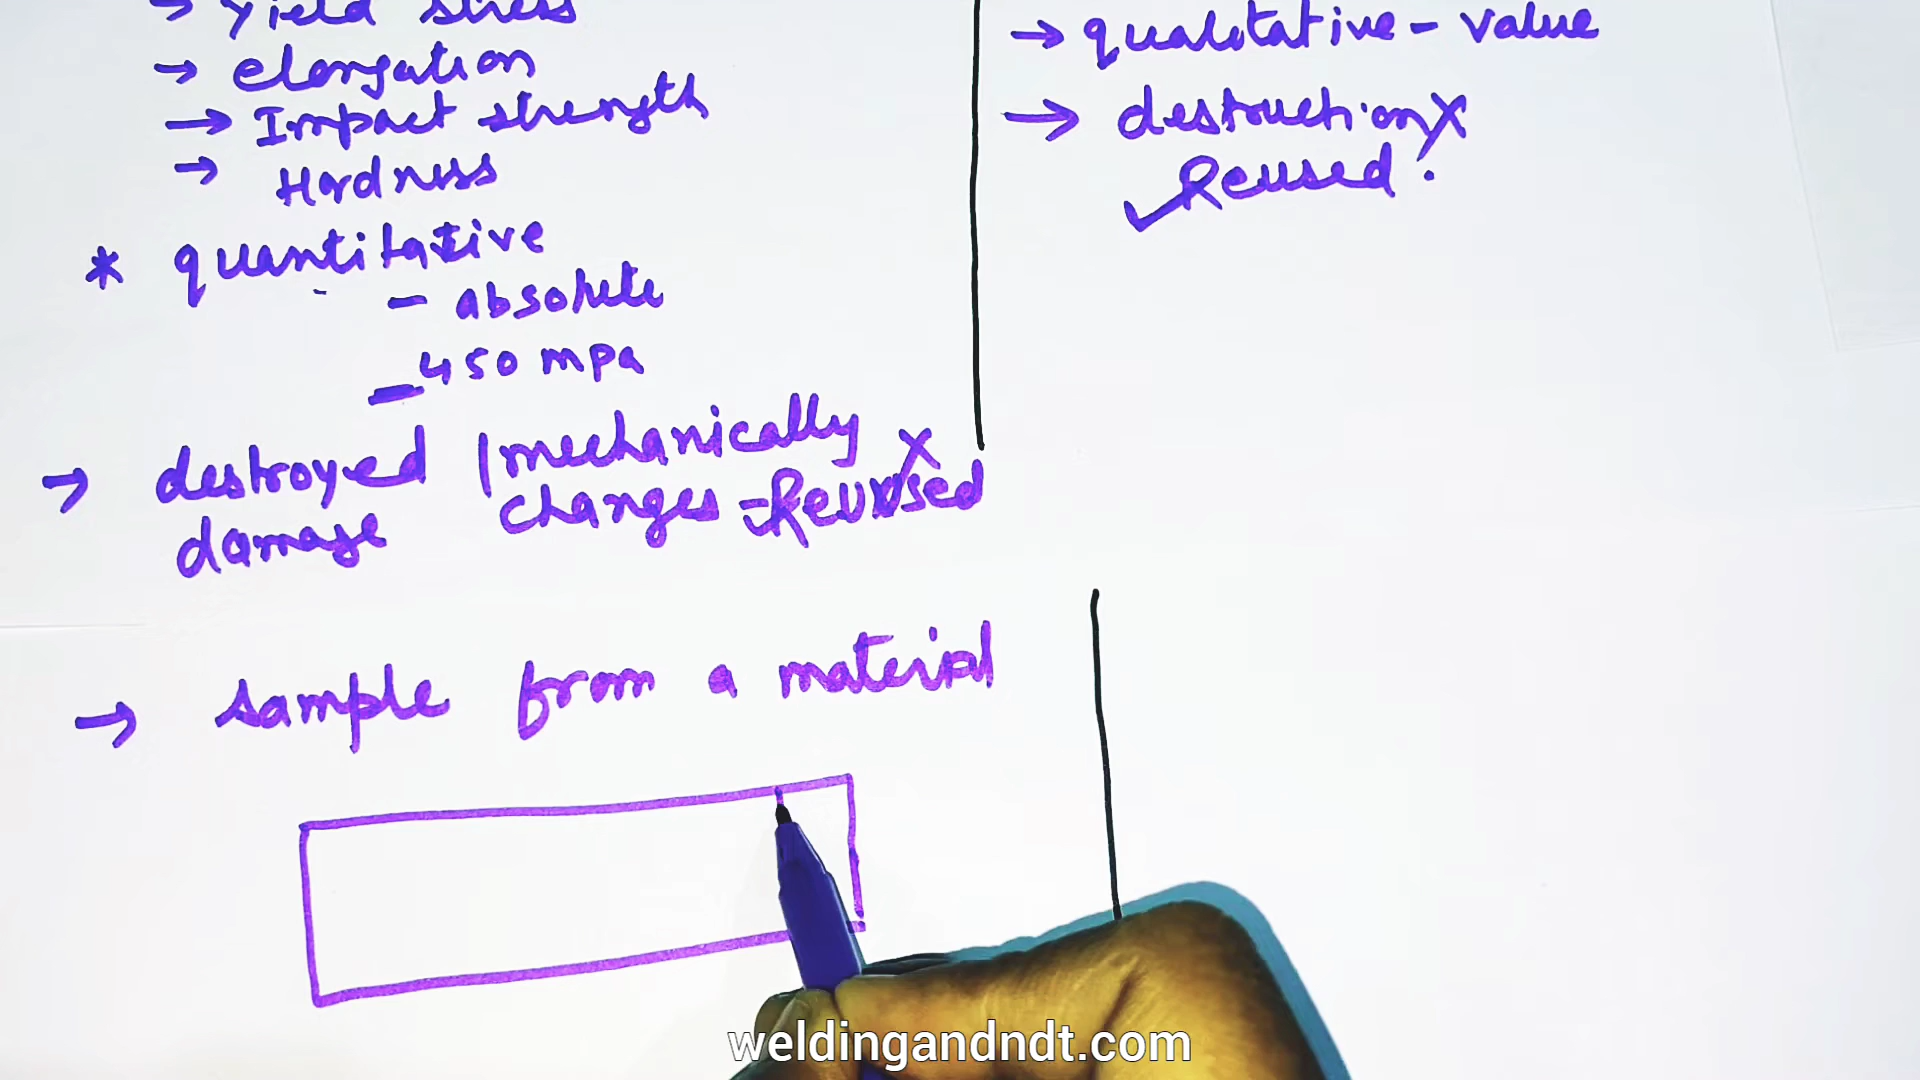 → yield stress
→ elongation
→ Impact strength
→ Hardness
* quantitative
- absolute
- 450 mpa
→ destroyed / mechanically
damage changes - Reused X
→ sample from a material
→ qualitative - value
→ destruction X
✓ Reused.
weldingandndt.com